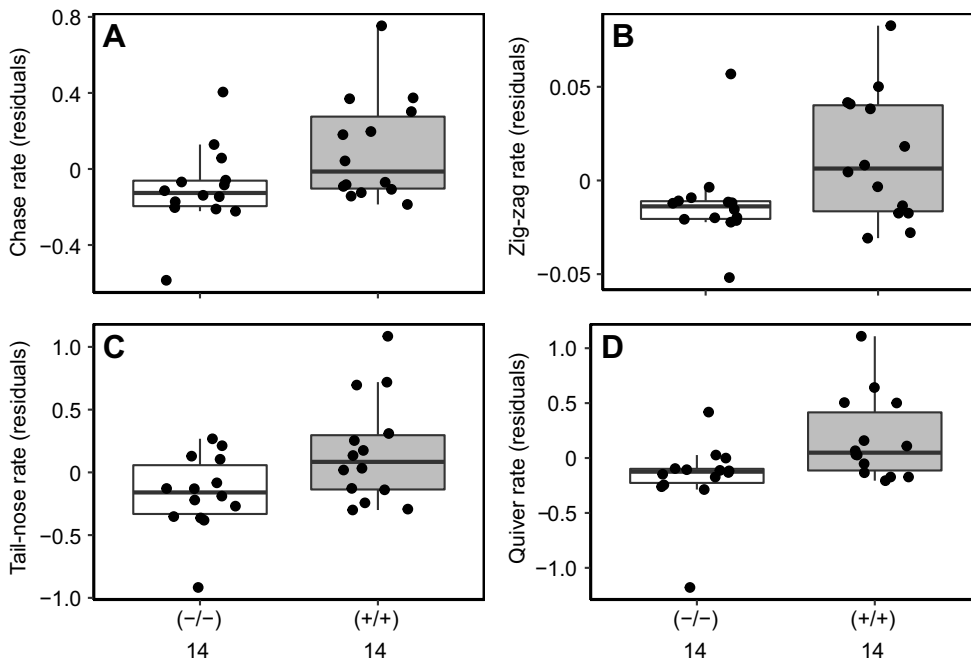 A
Chase rate (residuals)
0.8
0.4
0
−0.4
B
Zig-zag rate (residuals)
0.05
0
−0.05
C
Tail-nose rate (residuals)
1.0
0.5
0
−0.5
−1.0
(−/−) (+/+)
14 14
D
Quiver rate (residuals)
1.0
0.5
0
−0.5
−1.0
(−/−) (+/+)
14 14